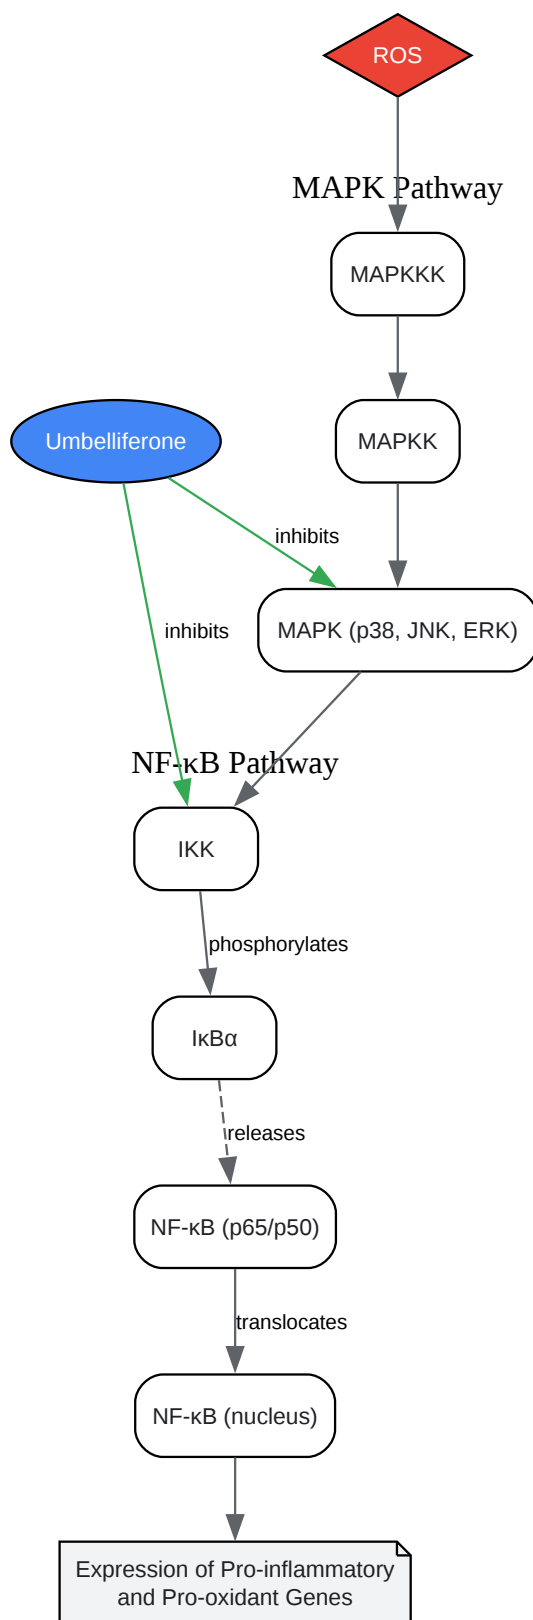 ROS
MAPK Pathway
MAPKKK
Umbelliferone
MAPKK
inhibits
inhibits
MAPK (p38, JNK, ERK)
NF-κB Pathway
IKK
phosphorylates
IκBα
releases
NF-κB (p65/p50)
translocates
NF-κB (nucleus)
Expression of Pro-inflammatory
and Pro-oxidant Genes